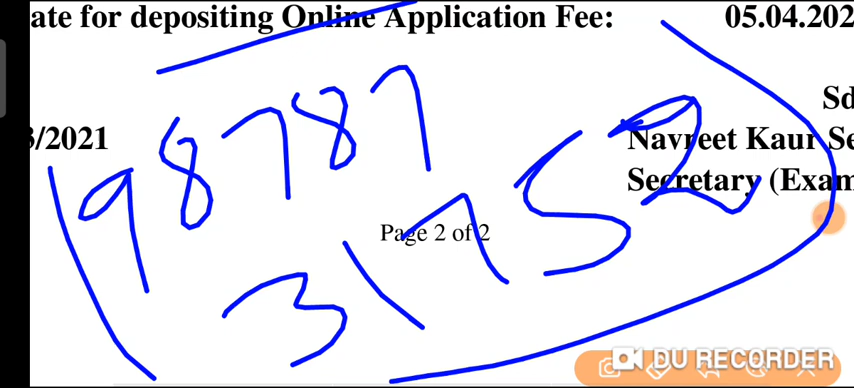 ate for depositing Online Application Fee: 05.04.202
Sd
3/2021 Navreet Kaur Se
Secretary (Exam
98787
31752
Page 2 of 2
DU RECORDER